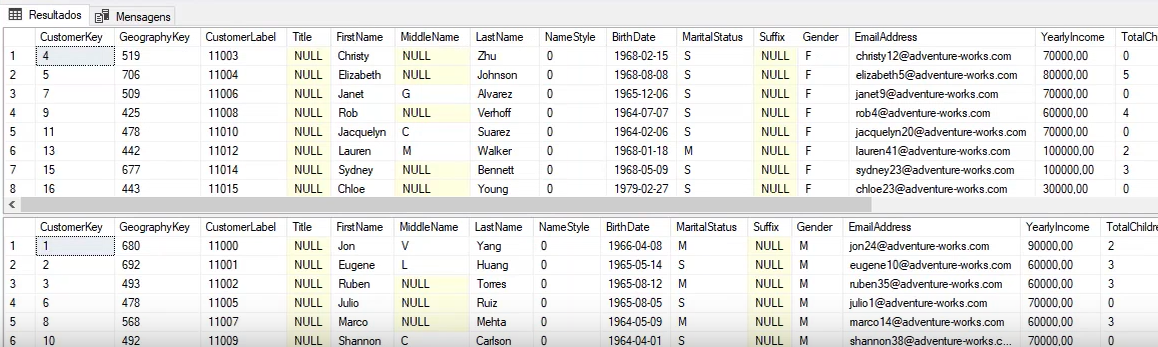 Resultados Mensagens
CustomerKey GeographyKey CustomerLabel Title FirstName MiddleName LastName NameStyle BirthDate MaritalStatus Suffix Gender EmailAddress YearlyIncome TotalCh
1 4 519 11003 NULL Christy NULL Zhu 0 1968-02-15 S NULL F christy12@adventure-works.com 70000,00 0
2 5 706 11004 NULL Elizabeth NULL Johnson 0 1968-08-08 S NULL F elizabeth5@adventure-works.com 80000,00 5
3 7 509 11006 NULL Janet G Alvarez 0 1965-12-06 S NULL F janet9@adventure-works.com 70000,00 0
4 9 425 11008 NULL Rob NULL Verhoff 0 1964-07-07 S NULL F rob4@adventure-works.com 60000,00 4
5 11 478 11010 NULL Jacquelyn C Suarez 0 1964-02-06 S NULL F jacquelyn20@adventure-works.com 70000,00 0
6 13 442 11012 NULL Lauren M Walker 0 1968-01-18 M NULL F lauren41@adventure-works.com 100000,00 2
7 15 677 11014 NULL Sydney NULL Bennett 0 1968-05-09 S NULL F sydney23@adventure-works.com 100000,00 3
8 16 443 11015 NULL Chloe NULL Young 0 1979-02-27 S NULL F chloe23@adventure-works.com 30000,00 0
CustomerKey GeographyKey CustomerLabel Title FirstName MiddleName LastName NameStyle BirthDate MaritalStatus Suffix Gender EmailAddress YearlyIncome TotalChildre
1 1 680 11000 NULL Jon V Yang 0 1966-04-08 M NULL M jon24@adventure-works.com 90000,00 2
2 2 692 11001 NULL Eugene L Huang 0 1965-05-14 S NULL M eugene10@adventure-works.com 60000,00 3
3 3 493 11002 NULL Ruben NULL Torres 0 1965-08-12 M NULL M ruben35@adventure-works.com 60000,00 3
4 6 478 11005 NULL Julio NULL Ruiz 0 1965-08-05 S NULL M julio1@adventure-works.com 70000,00 0
5 8 568 11007 NULL Marco NULL Mehta 0 1964-05-09 M NULL M marco14@adventure-works.com 60000,00 3
6 10 492 11009 NULL Shannon C Carlson 0 1964-04-01 S NULL M shannon38@adventure-works.c... 70000,00 0